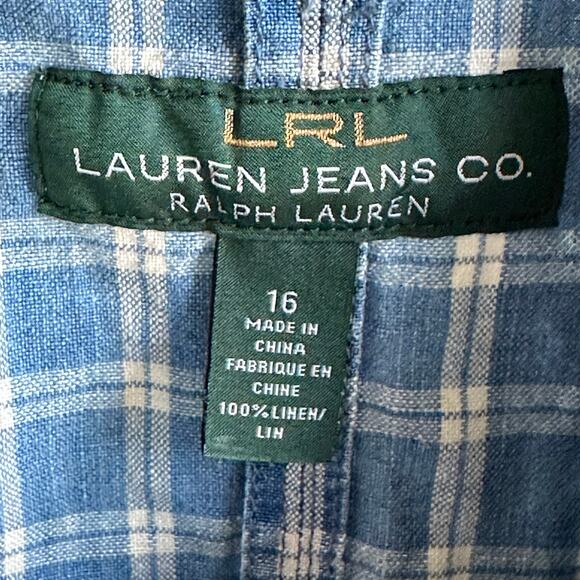 LRL
LAUREN JEANS CO.
RALPH LAUREN
16
MADE IN
CHINA
FABRIQUE EN
CHINE
100% LINEN/
LIN